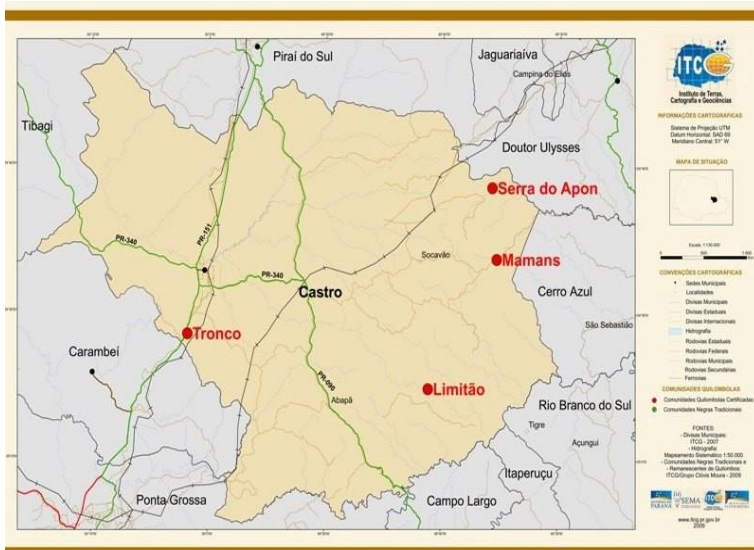 Piraí do Sul
Jaguariaíva
Campina do Elias
Tibagi
Doutor Ulysses
Serra do Apon
PR-151
PR-340
PR-340
Socavão
Mamans
Castro
Cerro Azul
São Sebastião
Tronco
Carambeí
PR-090
Limitão
Abapã
Rio Branco do Sul
Tigre
Açungui
Itaperuçu
Ponta Grossa
Campo Largo
ITCG
Instituto de Terras,
Cartografia e Geociências
INFORMAÇÕES CARTOGRÁFICAS
Sistema de Projeção UTM
Datum Horizontal: SAD 69
Meridiano Central: 51° W
MAPA DE SITUAÇÃO
CONVENÇÕES CARTOGRÁFICAS
Sedes Municipais
Localidades
Divisas Municipais
Divisas Estaduais
Divisas Internacionais
Hidrografia
Rodovias Estaduais
Rodovias Federais
Rodovias Municipais
Rodovias Secundárias
Ferrovias
COMUNIDADES QUILOMBOLAS
Comunidades Quilombolas Certificadas
Comunidades Negras Tradicionais
FONTES:
- Divisas Municipais:
ITCG - 2007
- Hidrografia:
Mapeamento Sistemático 1:50.000
- Comunidades Negras Tradicionais e
- Remanescentes de Quilombos
ITCG/Grupo Clóvis Moura - 2009
PARANÁ
SEMA
ITCG
www.itcg.pr.gov.br
2009